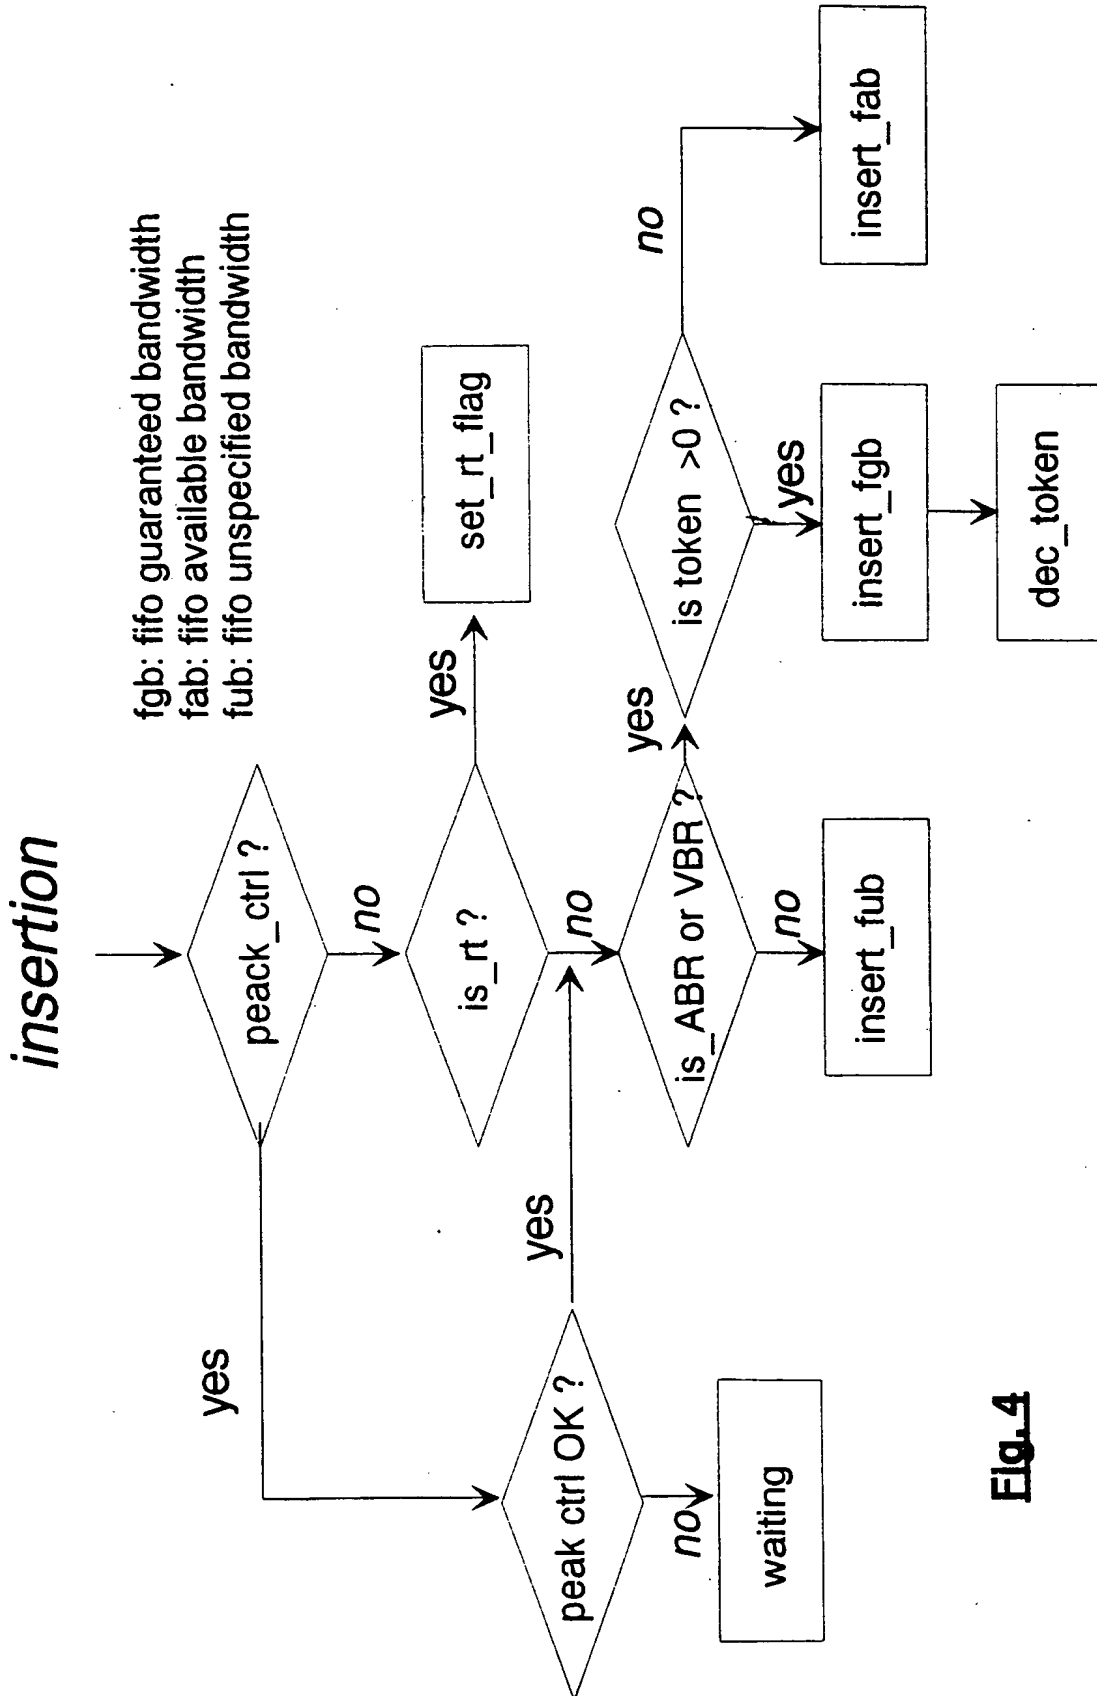 insertion
fgb: fifo guaranteed bandwidth
fab: fifo available bandwidth
fub: fifo unspecified bandwidth
peack_ctrl ?
yes
no
is_rt ?
yes
set_rt_flag
no
peak ctrl OK ?
yes
no
waiting
is_ABR or VBR ?
yes
no
insert_fub
is token >0 ?
no
yes
insert_fgb
insert_fab
dec_token
Fig. 4